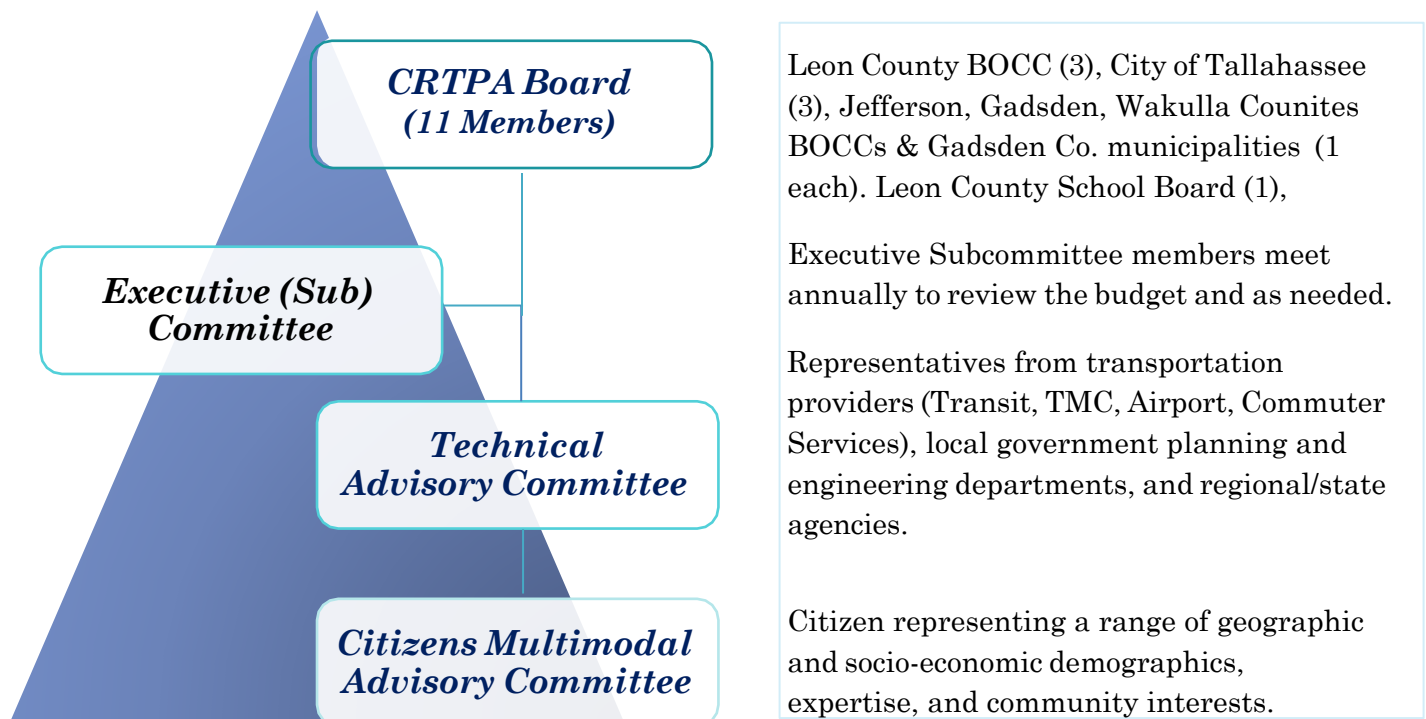 CRTPA Board
(11 Members)
Leon County BOCC (3), City of Tallahassee
(3), Jefferson, Gadsden, Wakulla Counites
BOCCs & Gadsden Co. municipalities (1
each). Leon County School Board (1),
Executive (Sub)
Committee
Executive Subcommittee members meet
annually to review the budget and as needed.
Technical
Advisory Committee
Representatives from transportation
providers (Transit, TMC, Airport, Commuter
Services), local government planning and
engineering departments, and regional/state
agencies.
Citizens Multimodal
Advisory Committee
Citizen representing a range of geographic
and socio-economic demographics,
expertise, and community interests.